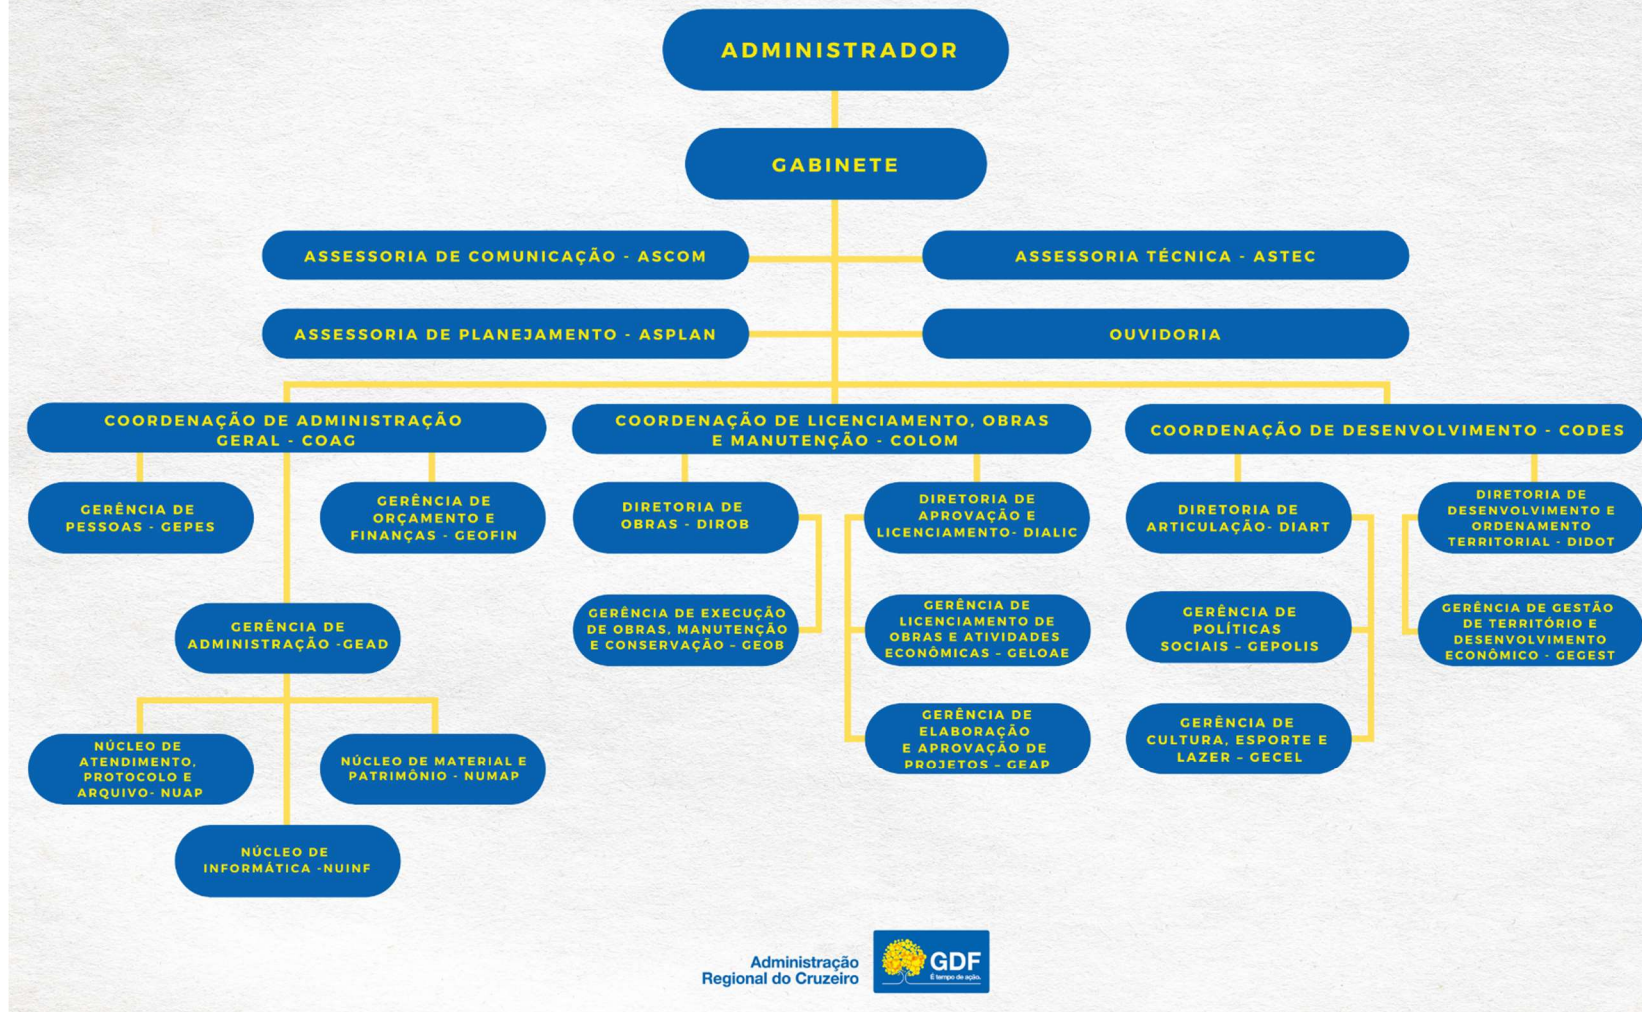 ADMINISTRADOR
GABINETE
ASSESSORIA DE COMUNICAÇÃO - ASCOM
ASSESSORIA TÉCNICA - ASTEC
ASSESSORIA DE PLANEJAMENTO - ASPLAN
OUVIDORIA
COORDENAÇÃO DE ADMINISTRAÇÃO
GERAL - COAG
COORDENAÇÃO DE LICENCIAMENTO, OBRAS
E MANUTENÇÃO - COLOM
COORDENAÇÃO DE DESENVOLVIMENTO - CODES
GERÊNCIA DE
PESSOAS - GEPES
GERÊNCIA DE
ORÇAMENTO E
FINANÇAS - GEOFIN
DIRETORIA DE
OBRAS - DIROB
DIRETORIA DE
APROVAÇÃO E
LICENCIAMENTO- DIALIC
DIRETORIA DE
ARTICULAÇÃO- DIART
DIRETORIA DE
DESENVOLVIMENTO E
ORDENAMENTO
TERRITORIAL - DIDOT
GERÊNCIA DE
ADMINISTRAÇÃO -GEAD
GERÊNCIA DE EXECUÇÃO
DE OBRAS, MANUTENÇÃO
E CONSERVAÇÃO – GEOB
GERÊNCIA DE
LICENCIAMENTO DE
OBRAS E ATIVIDADES
ECONÔMICAS – GELOAE
GERÊNCIA DE
POLÍTICAS
SOCIAIS – GEPOLIS
GERÊNCIA DE GESTÃO
DE TERRITÓRIO E
DESENVOLVIMENTO
ECONÔMICO - GEGEST
GERÊNCIA DE
ELABORAÇÃO
E APROVAÇÃO DE
PROJETOS – GEAP
GERÊNCIA DE
CULTURA, ESPORTE E
LAZER – GECEL
NÚCLEO DE
ATENDIMENTO,
PROTOCOLO E
ARQUIVO- NUAP
NÚCLEO DE MATERIAL E
PATRIMÔNIO - NUMAP
NÚCLEO DE
INFORMÁTICA -NUINF
Administração
Regional do Cruzeiro
GDF
É tempo de ação.